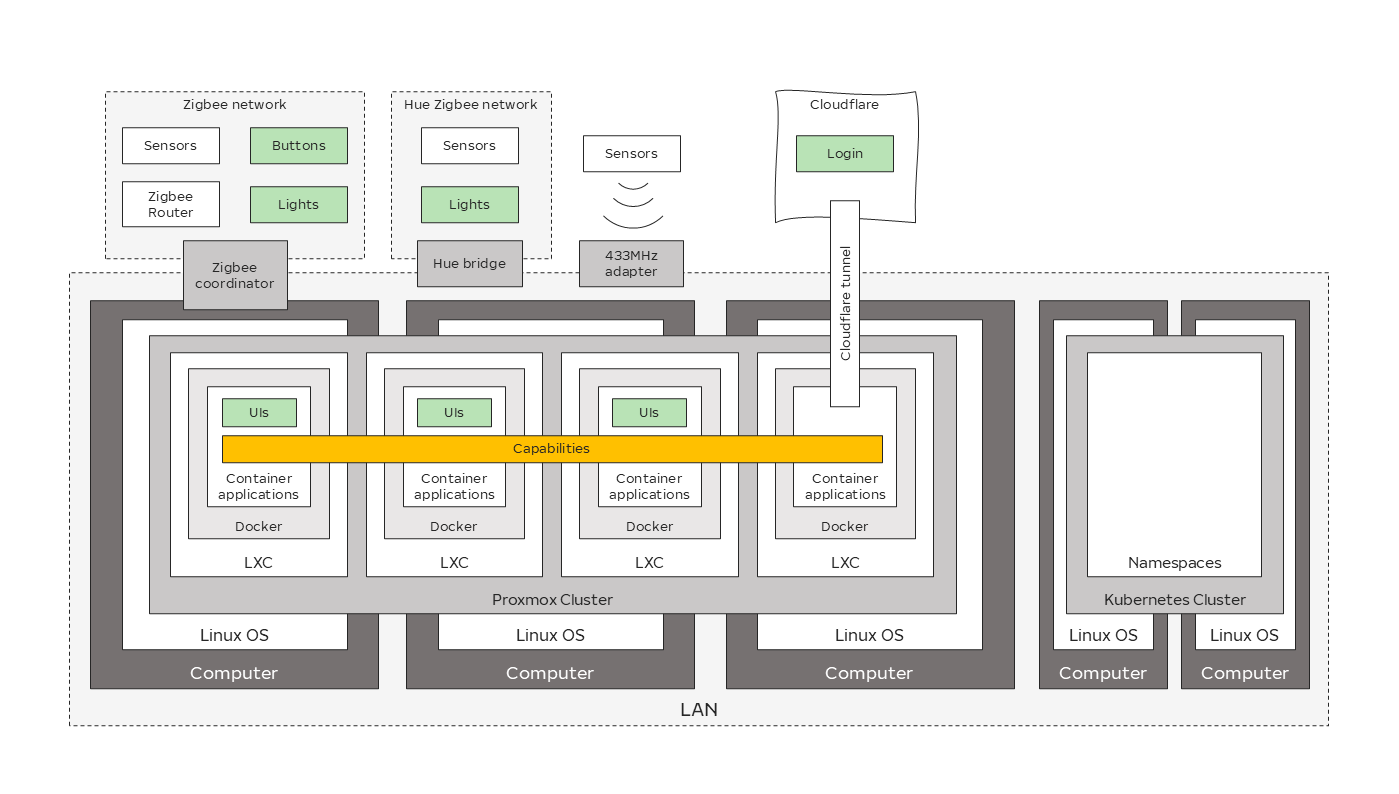 Zigbee network
Sensors
Buttons
Zigbee
Router
Lights
Zigbee
coordinator
Hue Zigbee network
Sensors
Lights
Hue bridge
Sensors
433MHz
adapter
Cloudflare
Login
Cloudflare tunnel
UIs
UIs
UIs
Capabilities
Container
applications
Container
applications
Container
applications
Container
applications
Docker
Docker
Docker
Docker
LXC
LXC
LXC
LXC
Namespaces
Proxmox Cluster
Kubernetes Cluster
Linux OS
Linux OS
Linux OS
Linux OS
Linux OS
Computer
Computer
Computer
Computer
Computer
LAN